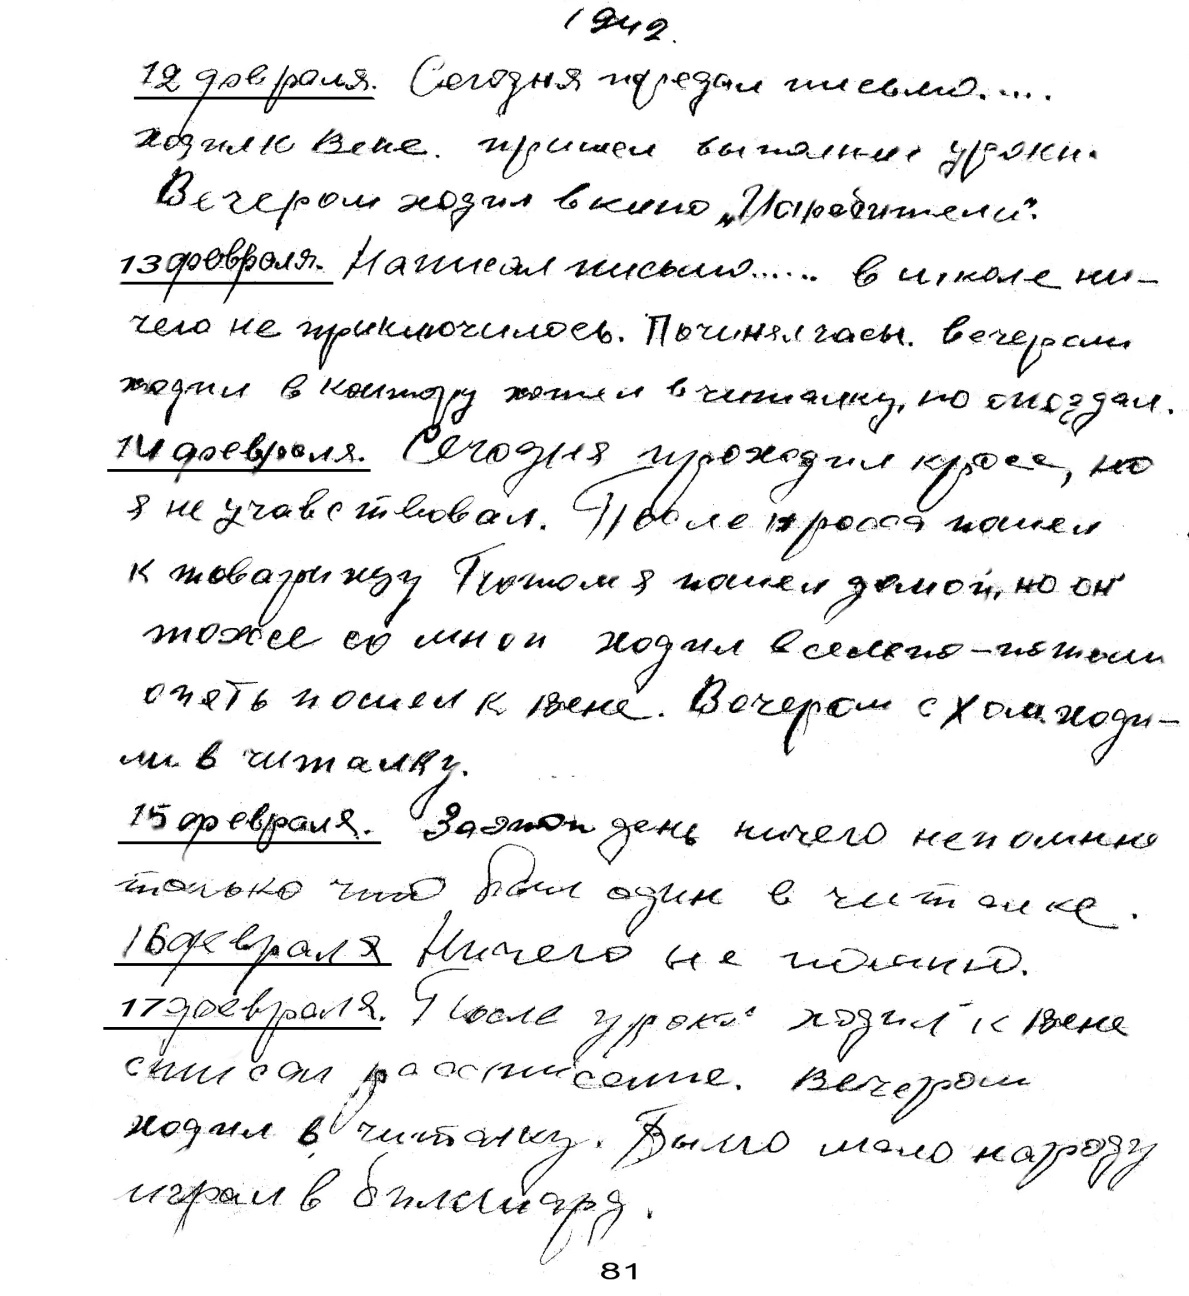 1942.
12 февраля. Сегодня передал письмо.....
ходил к Вене. пришел выполнил уроки.
Вечером ходил в кино „Истребители".
13 февраля. Написал письмо...... в школе ни-
чего не приключилось. Починял часы. вечером
ходил в контору хотел в читалку, но опоздал.
14 февраля. Сегодня проходил кросс, но
я не учавствовал. После кросса пошел
к товарищу Потом я пошел домой, но он
тоже со мной ходил в сельпо-потом
опять пошел к вене. Вечером с Хом. ходи-
ли в читалку.
15 февраля. За этот день ничего не помню
только что был один в читалке.
16 февраля Ничего не помню.
17 февраля. После урока ходил к вене
списал рассписание. Вечером
ходил в читалку. Было мало народу
играл в билиярд.
81